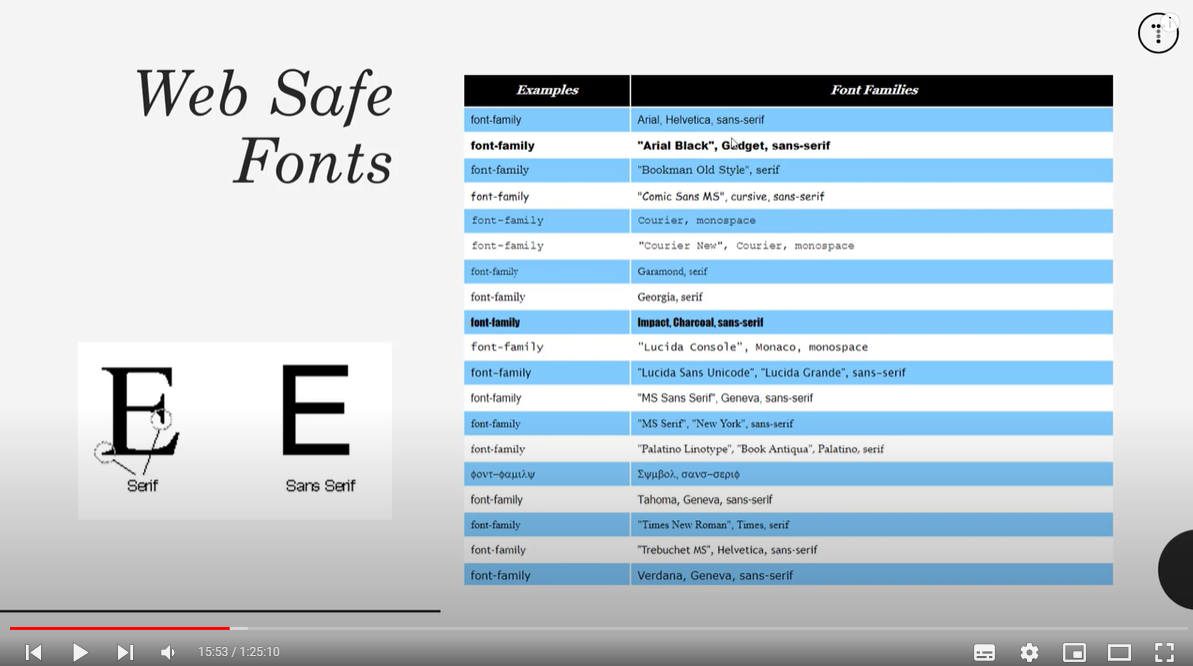 Web Safe
Fonts
Examples Font Families
font-family Arial, Helvetica, sans-serif
font-family "Arial Black", Gadget, sans-serif
font-family "Bookman Old Style", serif
font-family "Comic Sans MS", cursive, sans-serif
font-family Courier, monospace
font-family "Courier New", Courier, monospace
font-family Garamond, serif
font-family Georgia, serif
font-family Impact, Charcoal, sans-serif
font-family "Lucida Console", Monaco, monospace
font-family "Lucida Sans Unicode", "Lucida Grande", sans-serif
font-family "MS Sans Serif", Geneva, sans-serif
font-family "MS Serif", "New York", sans-serif
font-family "Palatino Linotype", "Book Antiqua", Palatino, serif
φοντ−φαμιλψ Σψμβολ, σανσ−σεριφ
font-family Tahoma, Geneva, sans-serif
font-family "Times New Roman", Times, serif
font-family "Trebuchet MS", Helvetica, sans-serif
font-family Verdana, Geneva, sans-serif
E E
Serif Sans Serif
15:53 / 1:25:10